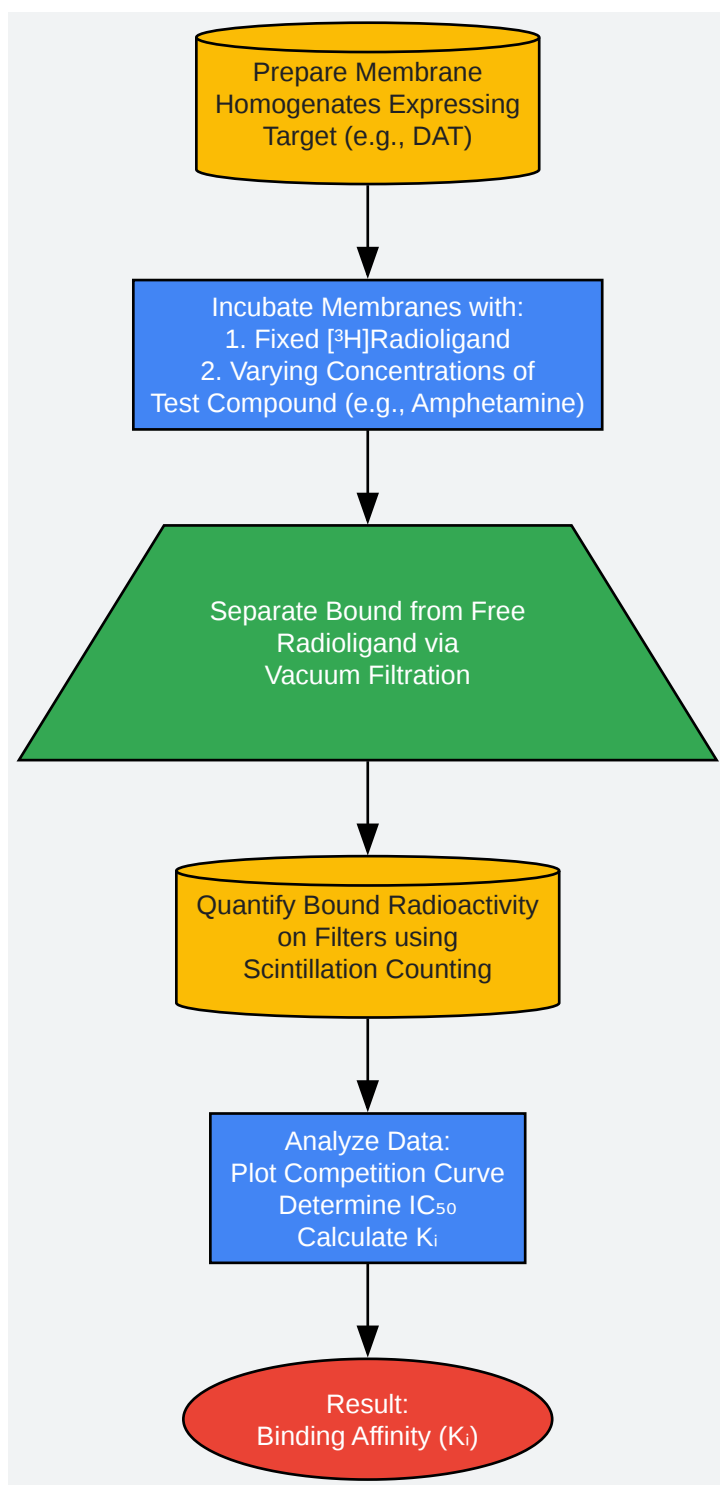 Prepare Membrane
Homogenates Expressing
Target (e.g., DAT)
Incubate Membranes with:
1. Fixed [³H]Radioligand
2. Varying Concentrations of
Test Compound (e.g., Amphetamine)
Separate Bound from Free
Radioligand via
Vacuum Filtration
Quantify Bound Radioactivity
on Filters using
Scintillation Counting
Analyze Data:
Plot Competition Curve
Determine IC₅₀
Calculate Kᵢ
Result:
Binding Affinity (Kᵢ)